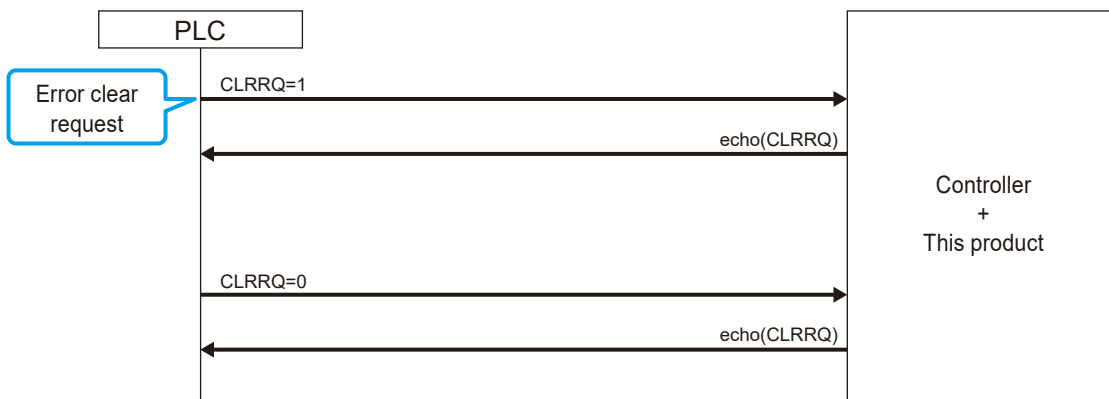 PLC
Error clear
request
CLRRQ=1
echo(CLRRQ)
Controller
+
This product
CLRRQ=0
echo(CLRRQ)